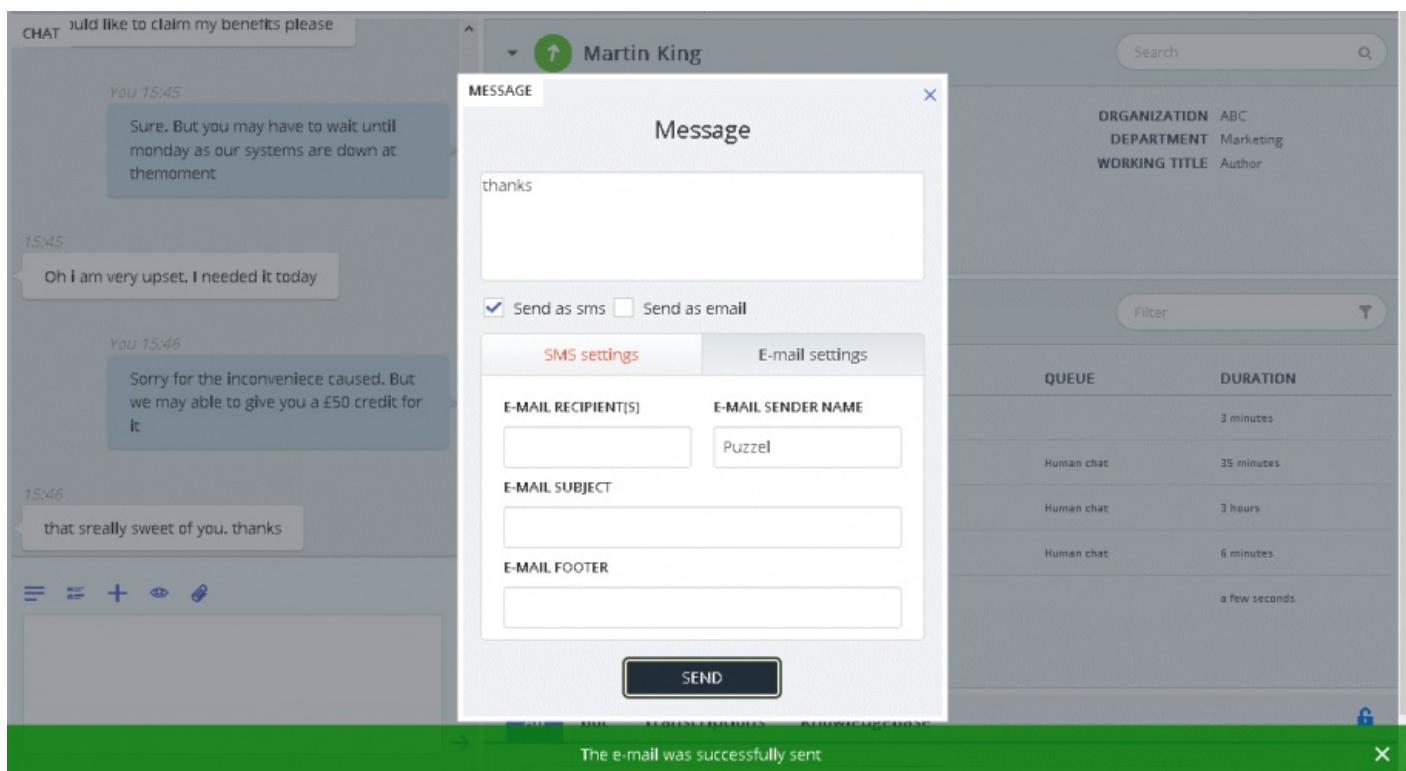 CHAT
ould like to claim my benefits please
You 15:45
Sure. But you may have to wait until
monday as our systems are down at
themoment
15:45
Oh i am very upset. I needed it today
You 15:46
Sorry for the inconveniece caused. But
we may able to give you a £50 credit for
it
15:46
that sreally sweet of you. thanks
Martin King
Search
ORGANIZATION ABC
DEPARTMENT Marketing
WORKING TITLE Author
Filter
QUEUE DURATION
3 minutes
Human chat 35 minutes
Human chat 3 hours
Human chat 6 minutes
a few seconds
MESSAGE
Message
thanks
Send as sms Send as email
SMS settings E-mail settings
E-MAIL RECIPIENT(S) E-MAIL SENDER NAME
Puzzel
E-MAIL SUBJECT
E-MAIL FOOTER
SEND
Transcriptions Knowledgebase
The e-mail was successfully sent